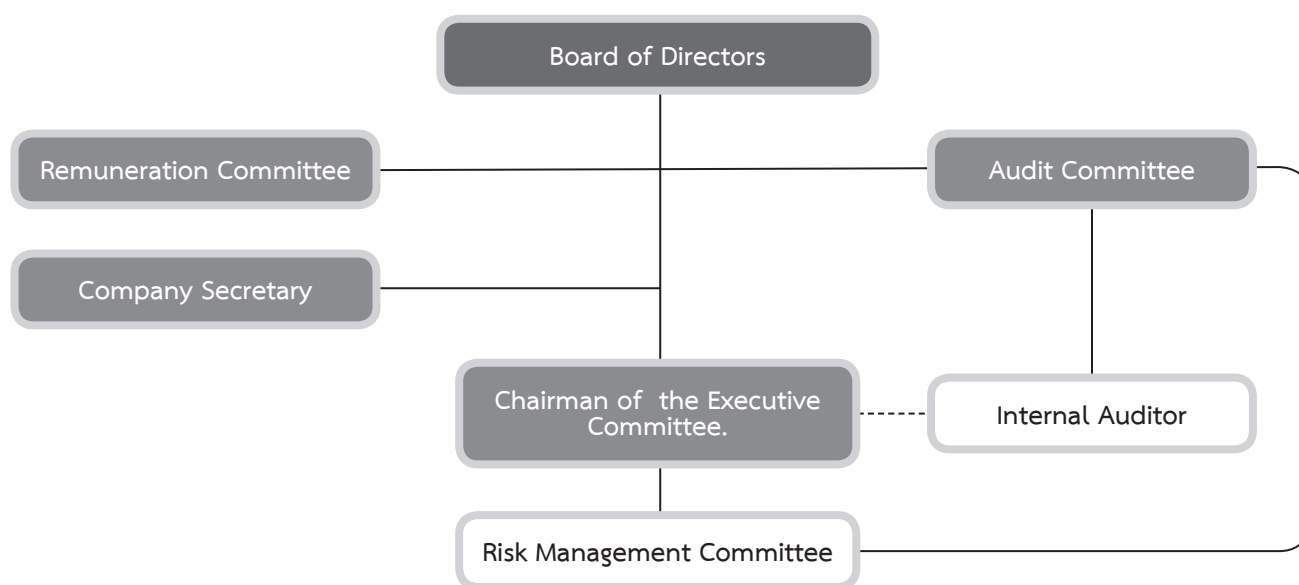 Board of Directors
Remuneration Committee
Audit Committee
Company Secretary
Chairman of the Executive
Committee.
Internal Auditor
Risk Management Committee